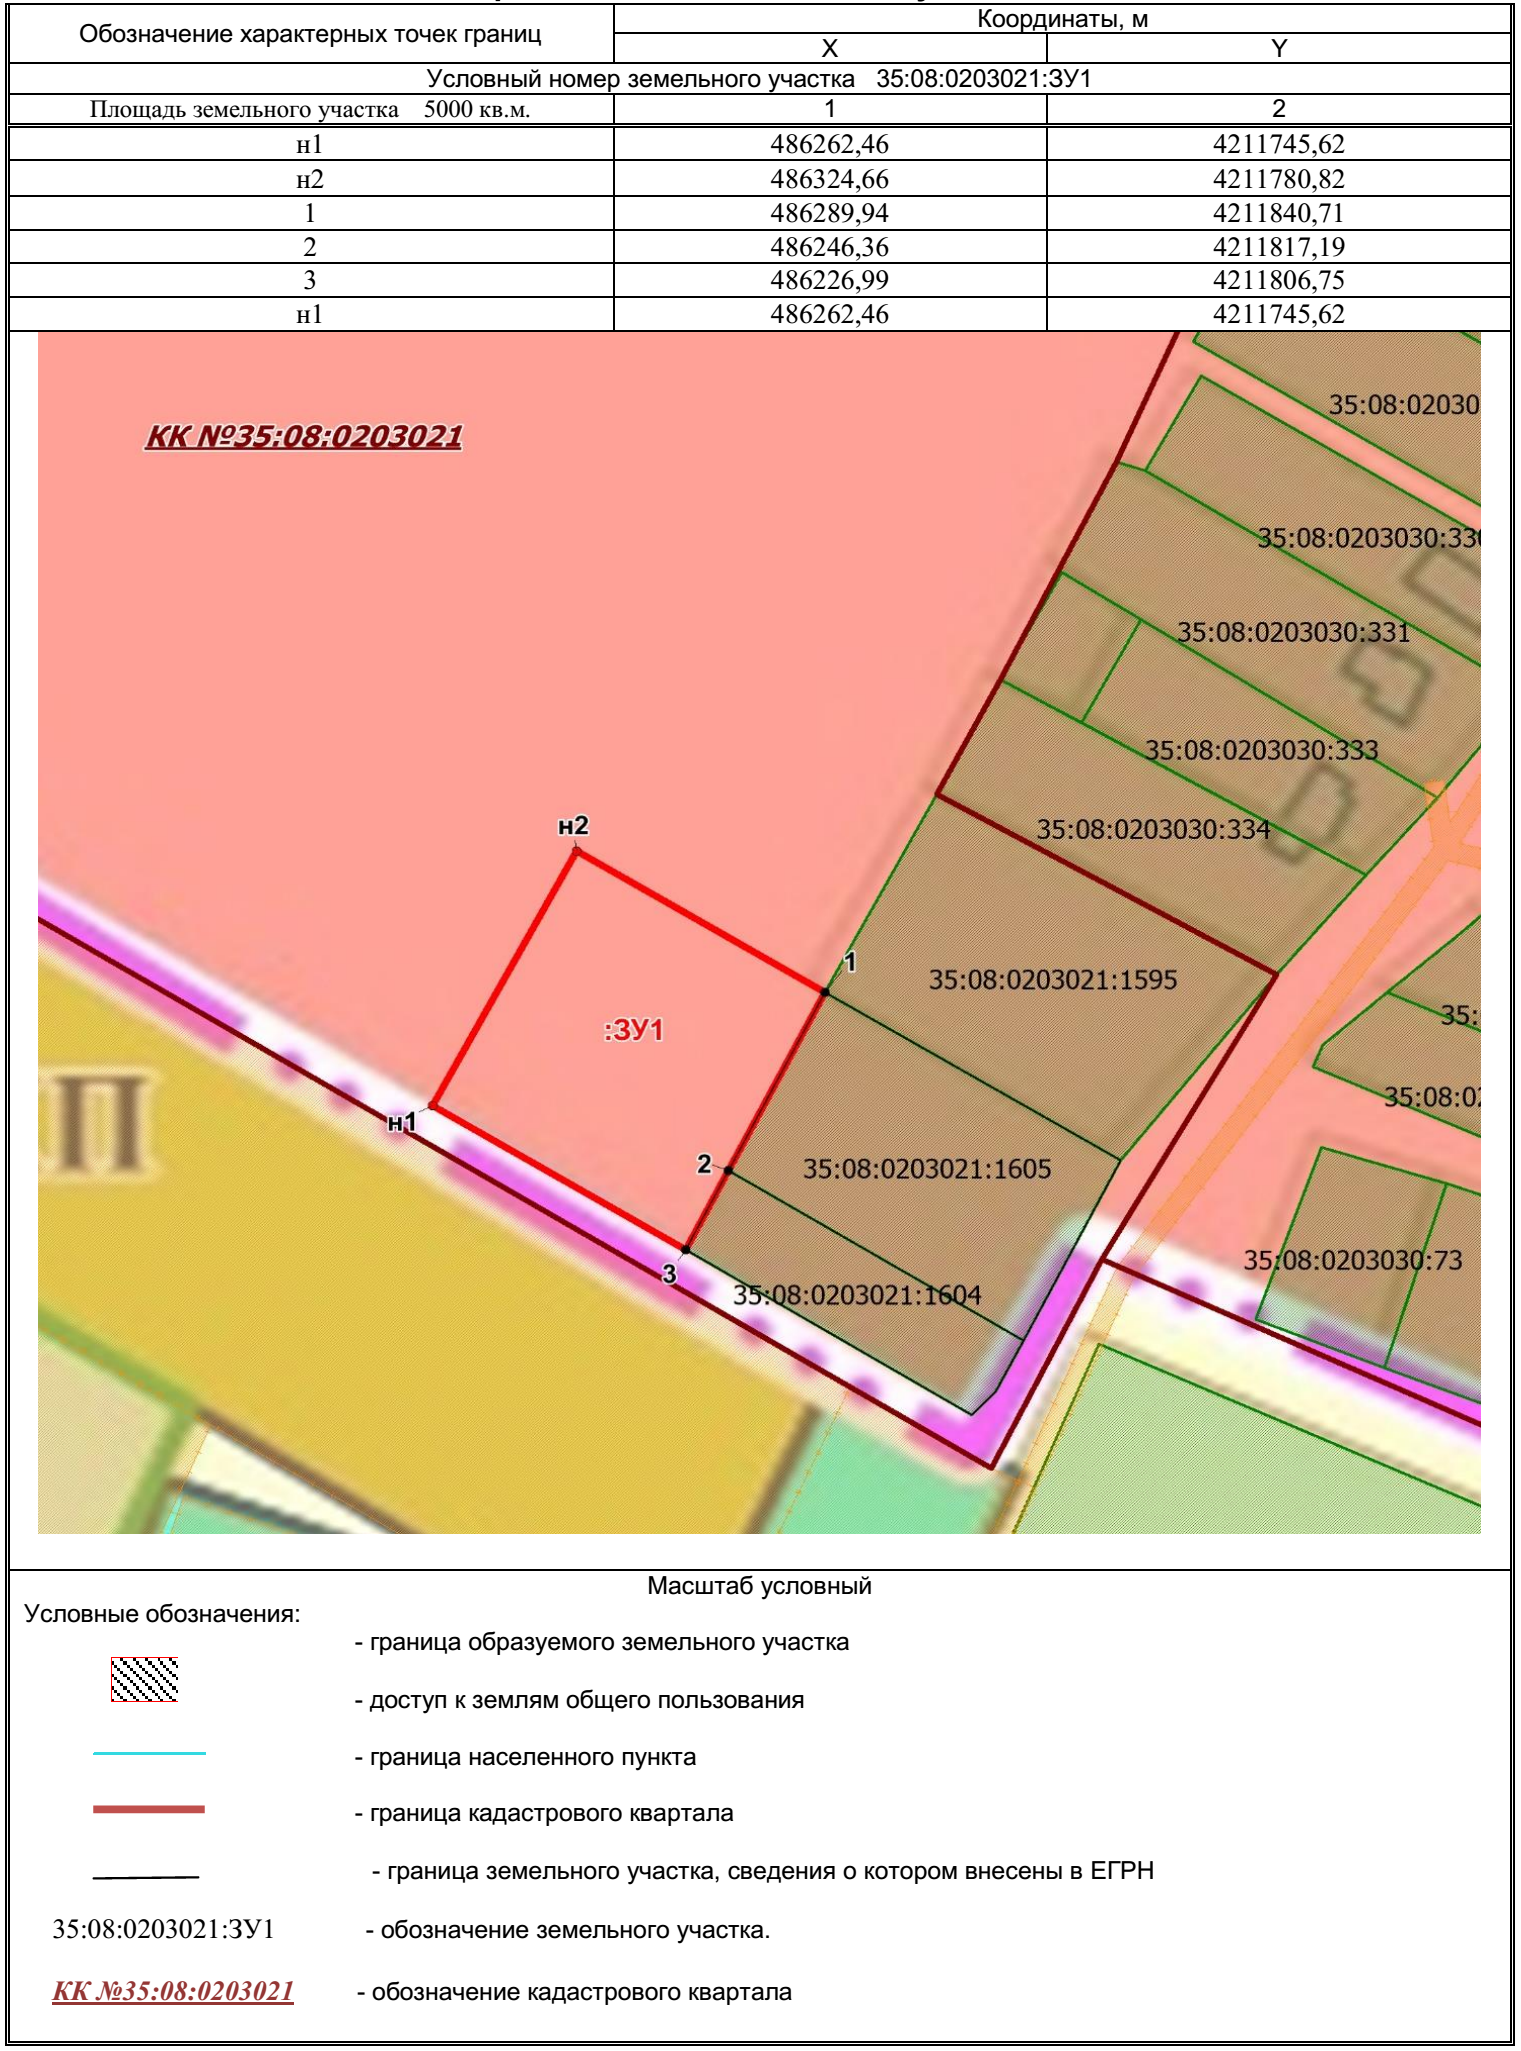 Обозначение характерных точек границ
Координаты, м
X
Y
Условный номер земельного участка 35:08:0203021:ЗУ1
Площадь земельного участка 5000 кв.м.
1
2
н1 486262,46 4211745,62
н2 486324,66 4211780,82
1 486289,94 4211840,71
2 486246,36 4211817,19
3 486226,99 4211806,75
н1 486262,46 4211745,62
35:08:02030
КК №35:08:0203021
35:08:0203030:33
35:08:0203030:331
35:08:0203030:333
н2
35:08:0203030:334
1
35:08:0203021:1595
35:
:ЗУ1
35:08:02
н1
П
2
35:08:0203021:1605
35:08:0203030:73
3
35:08:0203021:1604
Масштаб условный
Условные обозначения:
- граница образуемого земельного участка
- доступ к землям общего пользования
- граница населенного пункта
- граница кадастрового квартала
- граница земельного участка, сведения о котором внесены в ЕГРН
35:08:0203021:ЗУ1 - обозначение земельного участка.
КК №35:08:0203021 - обозначение кадастрового квартала